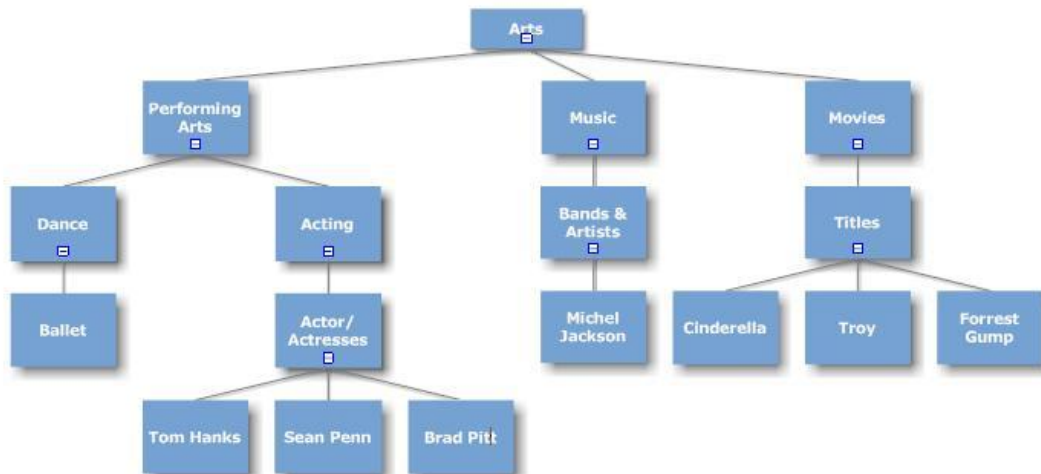 Arts
Performing
Arts
Music
Movies
Dance
Acting
Bands &
Artists
Titles
Ballet
Actor/
Actresses
Michel
Jackson
Cinderella
Troy
Forrest
Gump
Tom Hanks
Sean Penn
Brad Pitt